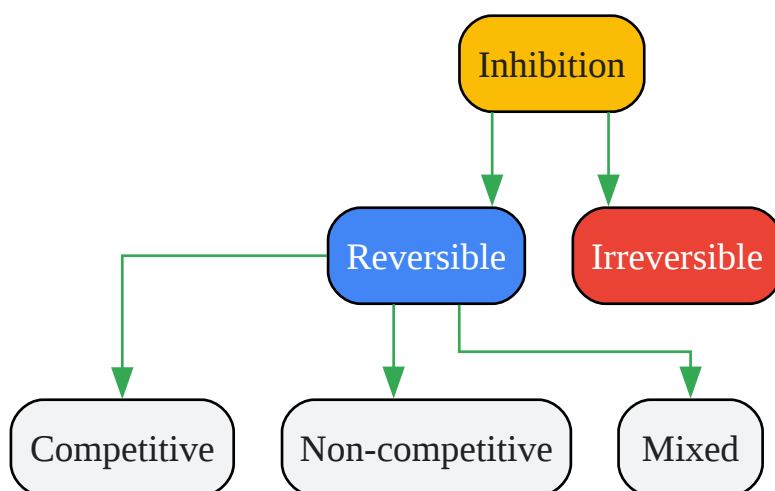 Inhibition
Reversible
Irreversible
Competitive
Non-competitive
Mixed